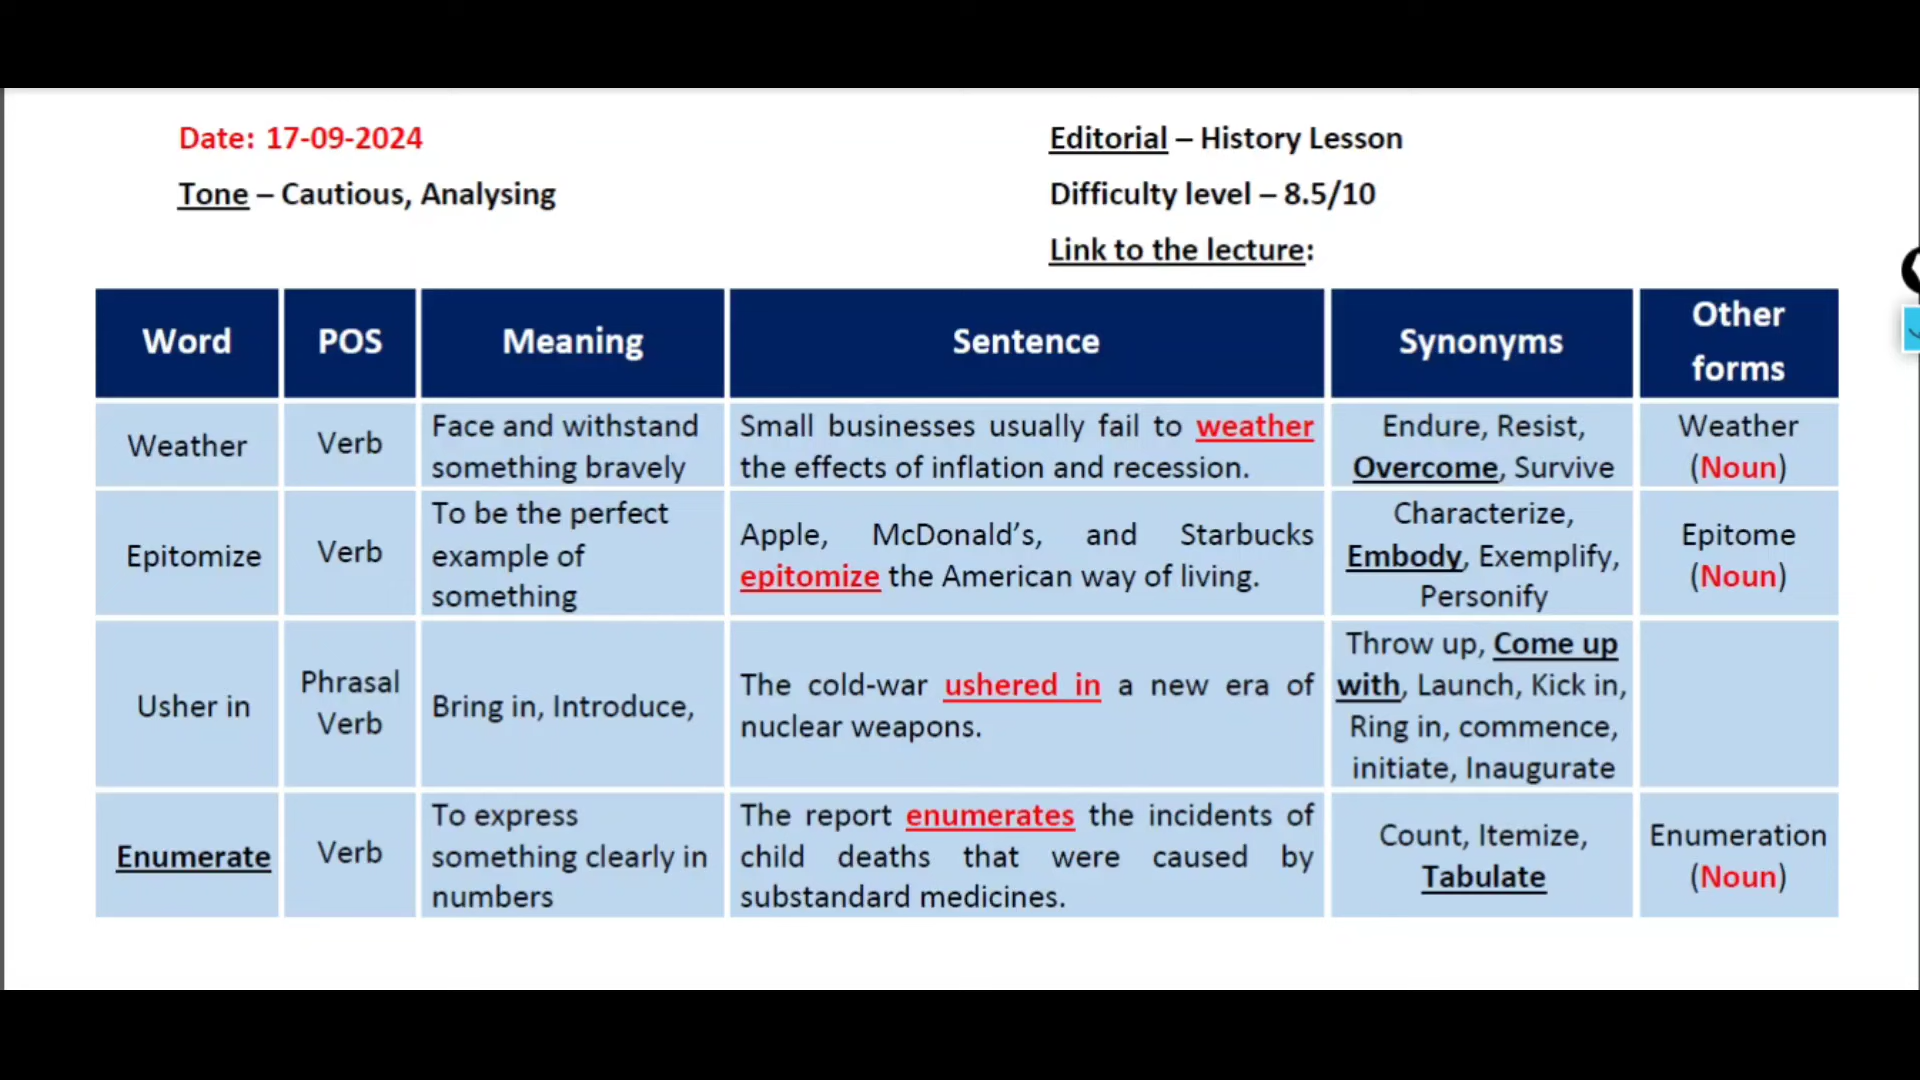 Date: 17-09-2024
Editorial – History Lesson
Tone – Cautious, Analysing
Difficulty level – 8.5/10
Link to the lecture:
Word POS Meaning Sentence Synonyms Other forms
Weather
Verb
Face and withstand
something bravely
Small businesses usually fail to weather
the effects of inflation and recession.
Endure, Resist,
Overcome, Survive
Weather
(Noun)
Epitomize
Verb
To be the perfect
example of
something
Apple, McDonald’s, and Starbucks
epitomize the American way of living.
Characterize,
Embody, Exemplify,
Personify
Epitome
(Noun)
Usher in
Phrasal
Verb
Bring in, Introduce,
The cold-war ushered in a new era of
nuclear weapons.
Throw up, Come up
with, Launch, Kick in,
Ring in, commence,
initiate, Inaugurate
Enumerate
Verb
To express
something clearly in
numbers
The report enumerates the incidents of
child deaths that were caused by
substandard medicines.
Count, Itemize,
Tabulate
Enumeration
(Noun)